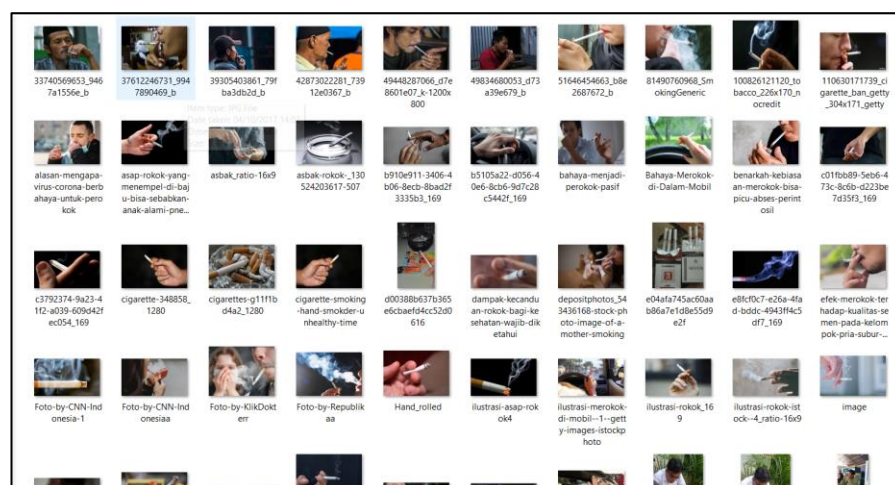 33740569653_946
7a1556e_b
37612246731_994
7890469_b
39305403861_79f
ba3db2d_b
42873022281_739
12e0367_b
49448287066_d7e
8601e07_k-1200x
800
49834680053_d73
a39e679_b
51646454663_b8e
2687672_b
81490760968_Sm
okingGeneric
100826121120_to
bacco_226x170_n
ocredit
110630171739_ci
garette_ban_getty
_304x171_getty
alasan-mengapa-
virus-corona-berb
ahaya-untuk-pero
kok
asap-rokok-yang-
menempel-di-baj
u-bisa-sebabkan-
anak-alami-pne...
asbak_ratio-16x9
asbak-rokok-_130
524203617-507
b910e911-3406-4
b06-8ecb-8bad2f
3335b3_169
b5105a22-d056-4
0e6-8cb6-9d7c28
c5442f_169
bahaya-menjadi-
perokok-pasif
Bahaya-Merokok-
di-Dalam-Mobil
benarkah-kebiasa
an-merokok-bisa-
picu-abses-perint
osil
c01fbb89-5eb6-4
73c-8c6b-d223be
7d35f3_169
c3792374-9a23-4
1f2-a039-609d42f
ec054_169
cigarette-348858_
1280
cigarettes-g11f1b
d4a2_1280
cigarette-smoking
-hand-smokder-u
nhealthy-time
d00388b637b365
e6cbaefd4cc52d0
616
dampak-kecandu
an-rokok-bagi-ke
sehatan-wajib-dik
etahui
depositphotos_54
3436168-stock-ph
oto-image-of-a-
mother-smoking
e04afa745ac60aa
b86a7e1d8e55d9
e2f
e8fcf0c7-e26a-4fa
d-bddc-4943ff4c5
df7_169
efek-merokok-ter
hadap-kualitas-se
men-pada-kelom
pok-pria-subur-...
Foto-by-CNN-Ind
onesia-1
Foto-by-CNN-Ind
onesiaa
Foto-by-KlikDokt
err
Foto-by-Republik
aa
Hand_rolled
ilustrasi-asap-rok
ok4
ilustrasi-merokok-
di-mobil--1--gett
y-images-istockp
hoto
ilustrasi-rokok_16
9
ilustrasi-rokok-ist
ock--4_ratio-16x9
image